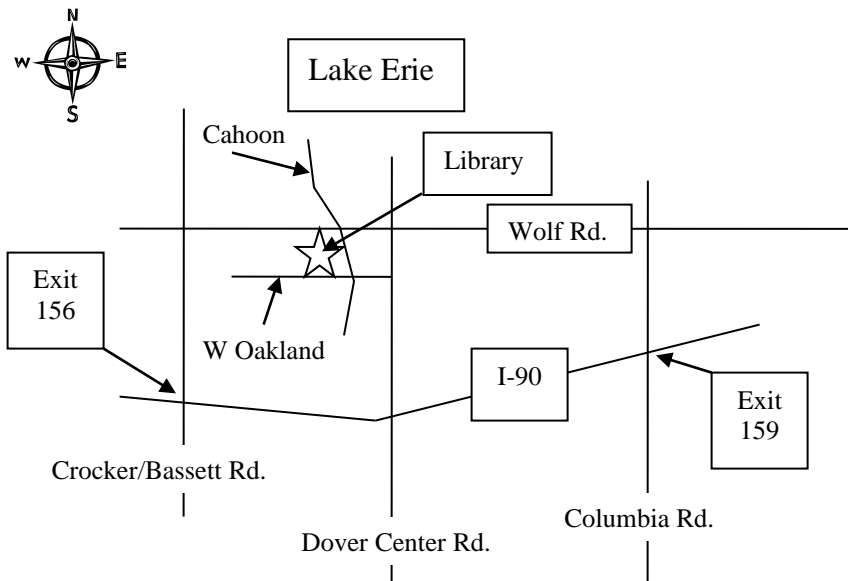 N
W E
S
Lake Erie
Cahoon
Library
Wolf Rd.
Exit
156
W Oakland
I-90
Exit
159
Crocker/Bassett Rd.
Columbia Rd.
Dover Center Rd.